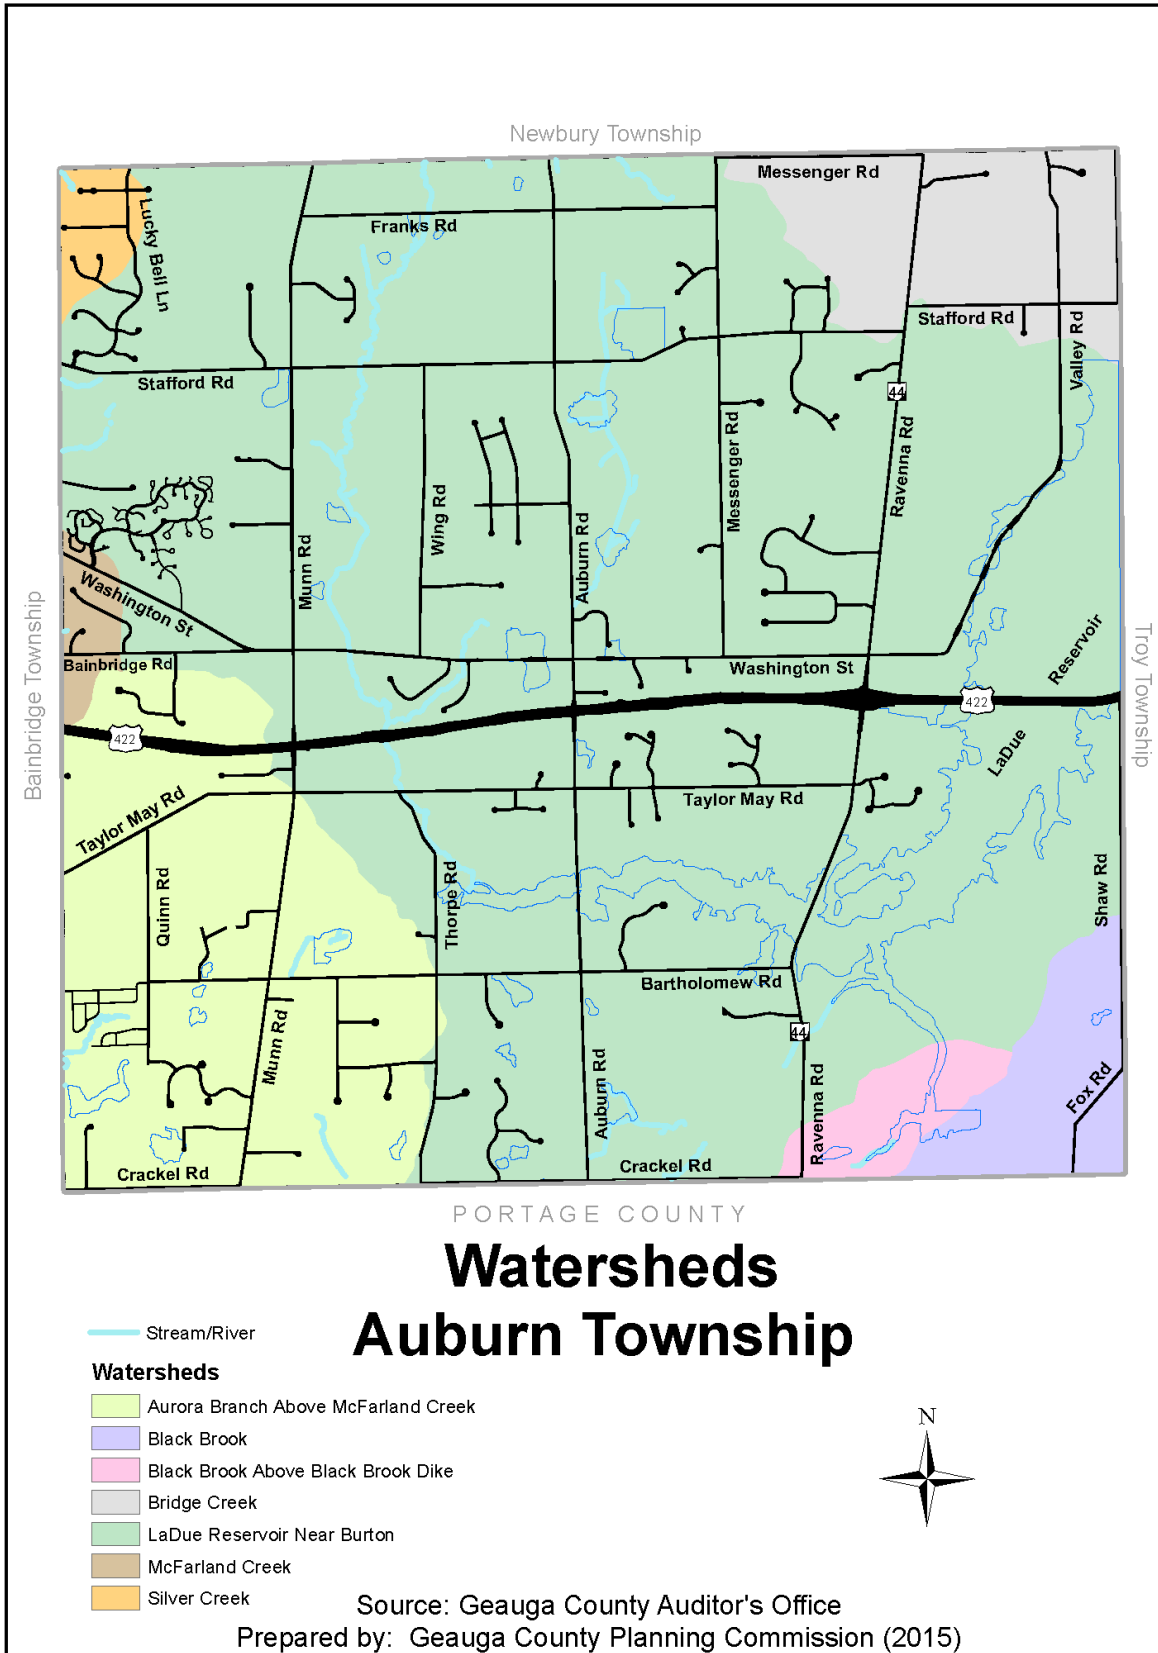 Newbury Township
Messenger Rd
Franks Rd
Lucky Bell Ln
Stafford Rd
Valley Rd
Stafford Rd
44
Messenger Rd
Ravenna Rd
Wing Rd
Auburn Rd
Munn Rd
Washington St
Bainbridge Township
Bainbridge Rd
Washington St
Reservoir
Troy Township
422
422
LaDue
Taylor May Rd
Taylor May Rd
Quinn Rd
Thorpe Rd
Shaw Rd
Bartholomew Rd
44
Munn Rd
Auburn Rd
Ravenna Rd
Fox Rd
Crackel Rd
Crackel Rd
PORTAGE COUNTY
Watersheds
Auburn Township
Stream/River
Watersheds
Aurora Branch Above McFarland Creek
Black Brook
Black Brook Above Black Brook Dike
Bridge Creek
LaDue Reservoir Near Burton
McFarland Creek
Silver Creek
N
Source: Geauga County Auditor's Office
Prepared by: Geauga County Planning Commission (2015)